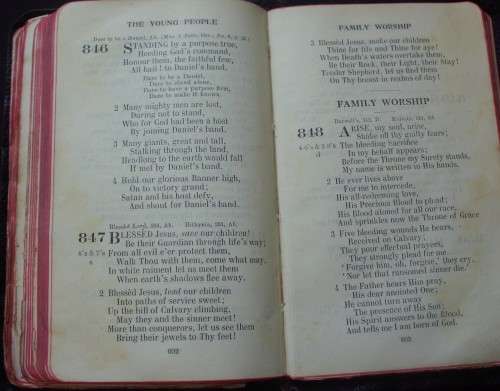 THE YOUNG PEOPLE
846 STANDING by a purpose true,
Heeding God's command,
Honour them, the faithful few,
All hail to Daniel's band.
Dare to be a Daniel,
Dare to stand alone,
Dare to have a purpose firm,
Dare to make it known.
2 Many mighty men are lost,
Daring not to stand,
Who for God had been a host
By joining Daniel's band.
3 Many giants, great and tall,
Stalking through the land,
Headlong to the earth would fall
If met by Daniel's band.
4 Hold our glorious Banner high,
On to victory grand;
Satan and his host defy,
And shout for Daniel's band.
847 BLESSÈD Jesus, save our children!
Be their Guardian through life's way;
From all evil e'er protect them,
Walk Thou with them, come what may.
In white raiment let us meet them
When earth's shadows flee away.
2 Blessèd Jesus, lead our children
Into paths of service sweet;
Up the hill of Calvary climbing,
May they and the sinner meet!
More than conquerors, let us see them
Bring their jewels to Thy feet!
692
FAMILY WORSHIP
3 Blessèd Jesus, make our children
Thine for life and Thine for aye!
When Death's waters overtake them,
Be their Rock, their Light, their Stay!
Tender Shepherd, let us find them
On Thy breast in realms of day!
FAMILY WORSHIP
848 ARISE, my soul, arise,
Shake off thy guilty fears;
The bleeding Sacrifice
In my behalf appears;
Before the Throne my Surety stands,
My name is written in His hands.
2 He ever lives above
For me to intercede,
His all-redeeming love,
His Precious Blood to plead;
His Blood atoned for all our race,
And sprinkles now the Throne of Grace
3 Five bleeding wounds He bears,
Received on Calvary.
They pour effectual prayers,
They strongly plead for me.
'Forgive him, oh, forgive,' they cry,
'Nor let that ransomed sinner die.'
4 The Father hears Him pray,
His dear anointed One;
He cannot turn away
The presence of His Son;
His Spirit answers to the Blood,
And tells me I am born of God.